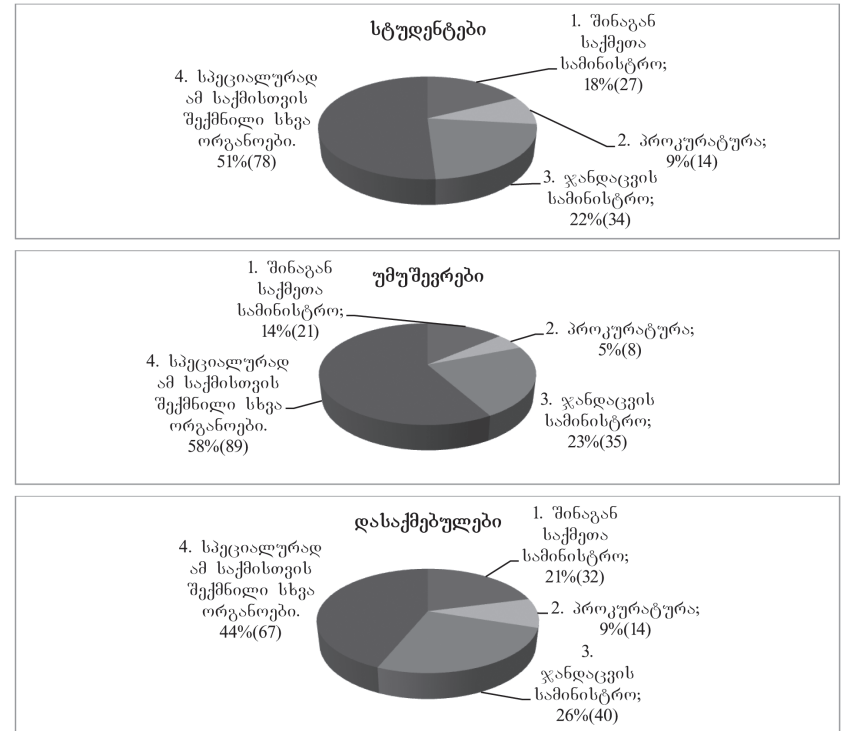 სტუდენტები
1. შინაგან
საქმეთა
სამინისტრო;
18%(27)
2. პროკურატურა;
9%(14)
3. ჯანდაცვის
სამინისტრო;
22%(34)
4. სპეციალურად
ამ საქმისთვის
შექმნილი სხვა
ორგანოები.
51%(78)
უმუშევრები
1. შინაგან
საქმეთა
სამინისტრო;
14%(21)
2. პროკურატურა;
5%(8)
3. ჯანდაცვის
სამინისტრო;
23%(35)
4. სპეციალურად
ამ საქმისთვის
შექმნილი სხვა
ორგანოები.
58%(89)
დასაქმებულები
1. შინაგან
საქმეთა
სამინისტრო;
21%(32)
2. პროკურატურა;
9%(14)
3.
ჯანდაცვის
სამინისტრო;
26%(40)
4. სპეციალურად
ამ საქმისთვის
შექმნილი სხვა
ორგანოები.
44%(67)